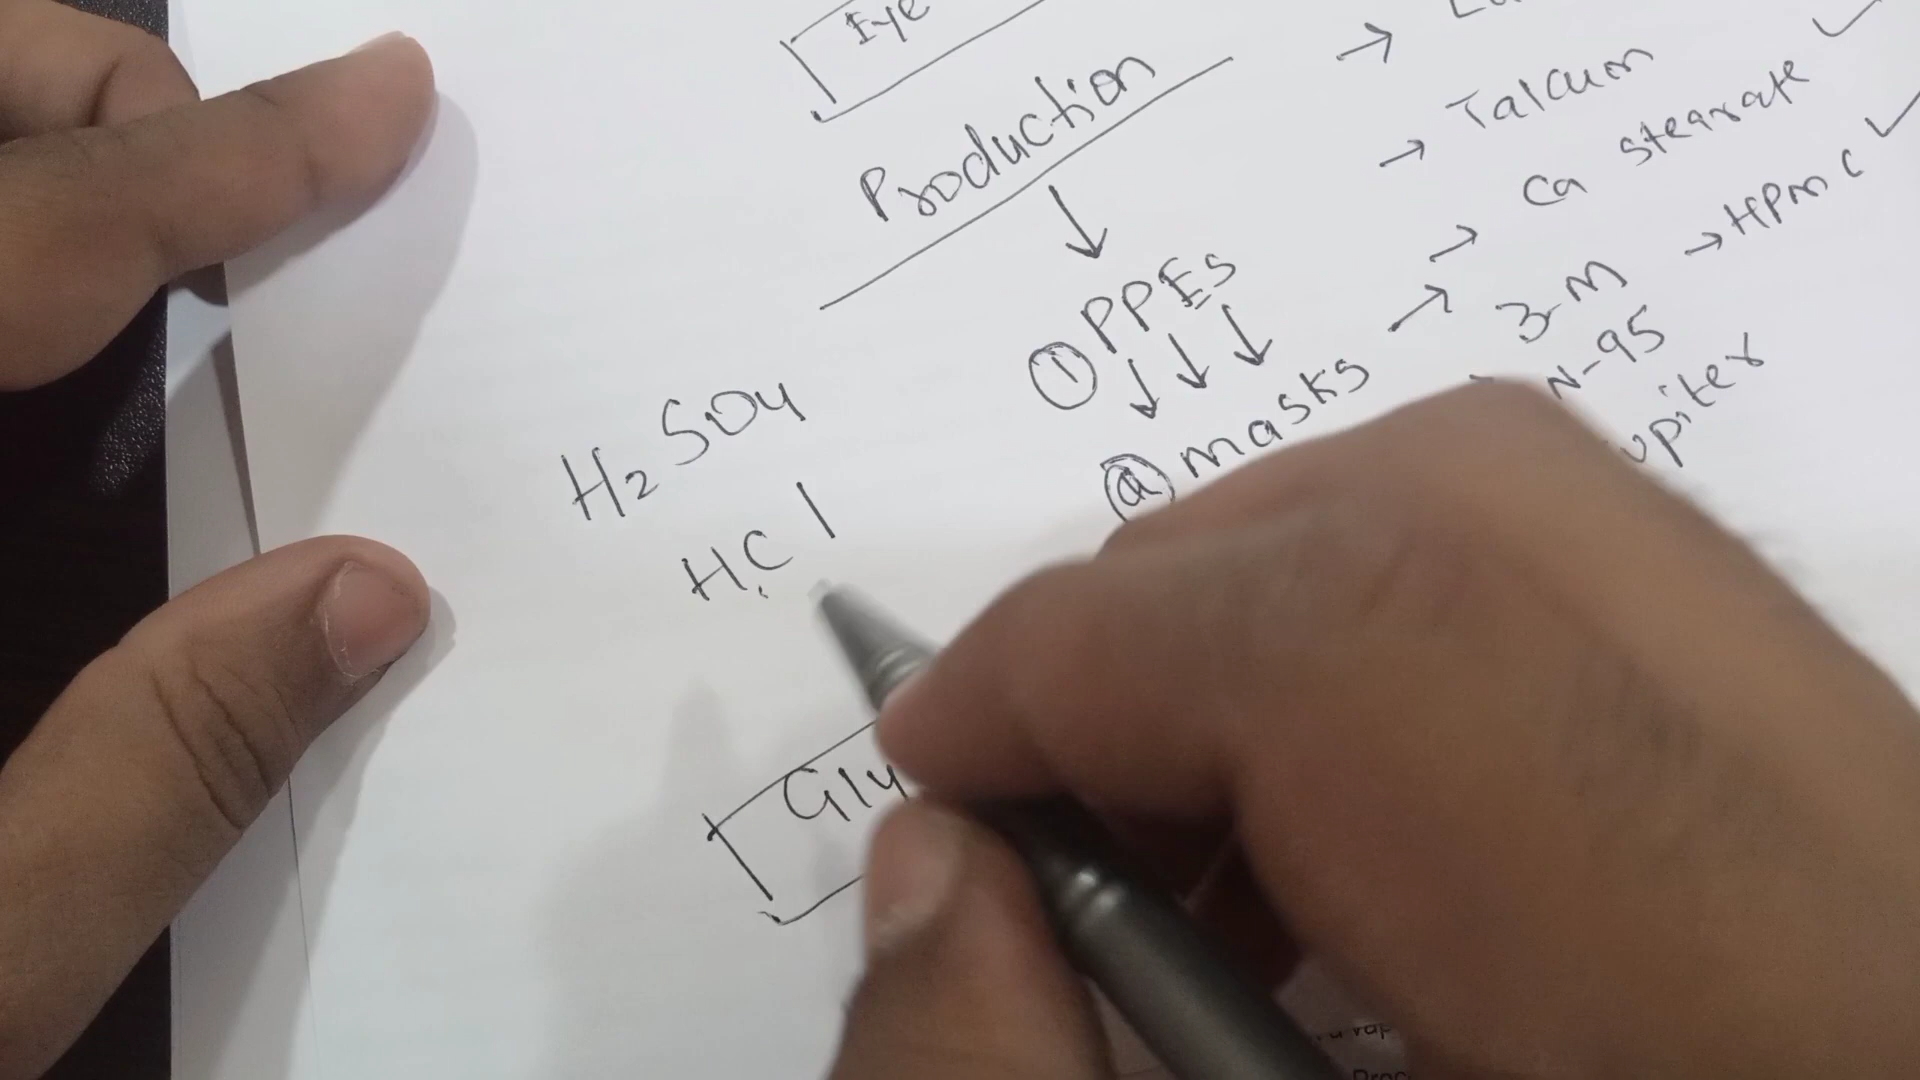 Eye
Production
Talcum
Ca stearate
① PPEs
→ HPMC
3-M
ⓐ masks
N-95
H2SO4
HCl
Gly